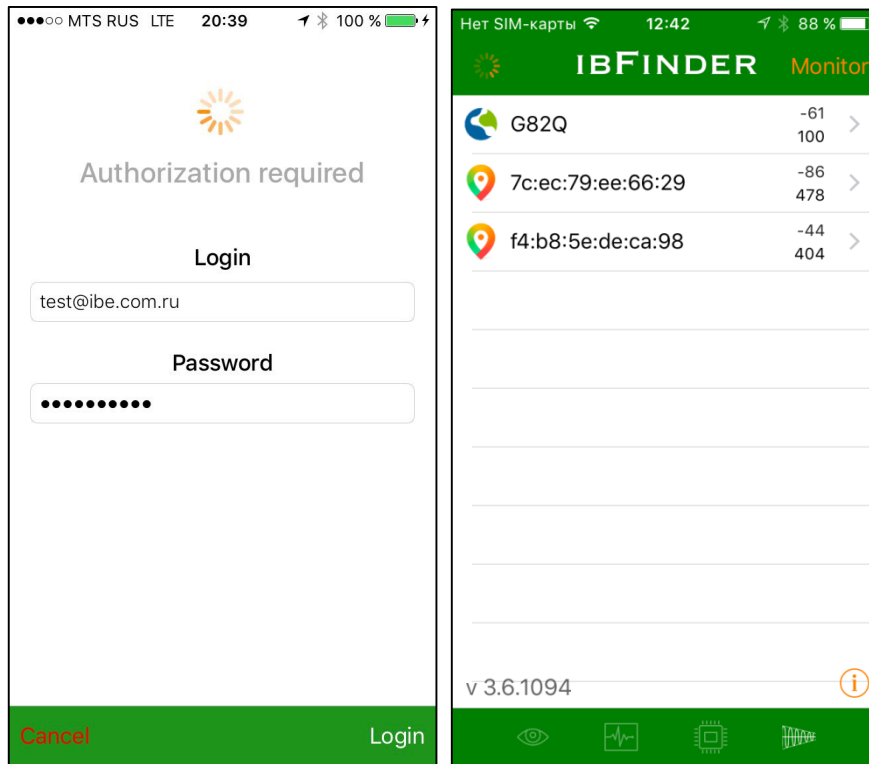 MTS RUS LTE 20:39 100 %
Authorization required
Login
test@ibe.com.ru
Password
Cancel
Login
Нет SIM-карты 12:42 88 %
IBFINDER Monitor
G82Q -61
100
7c:ec:79:ee:66:29 -86
478
f4:b8:5e:de:ca:98 -44
404
v 3.6.1094